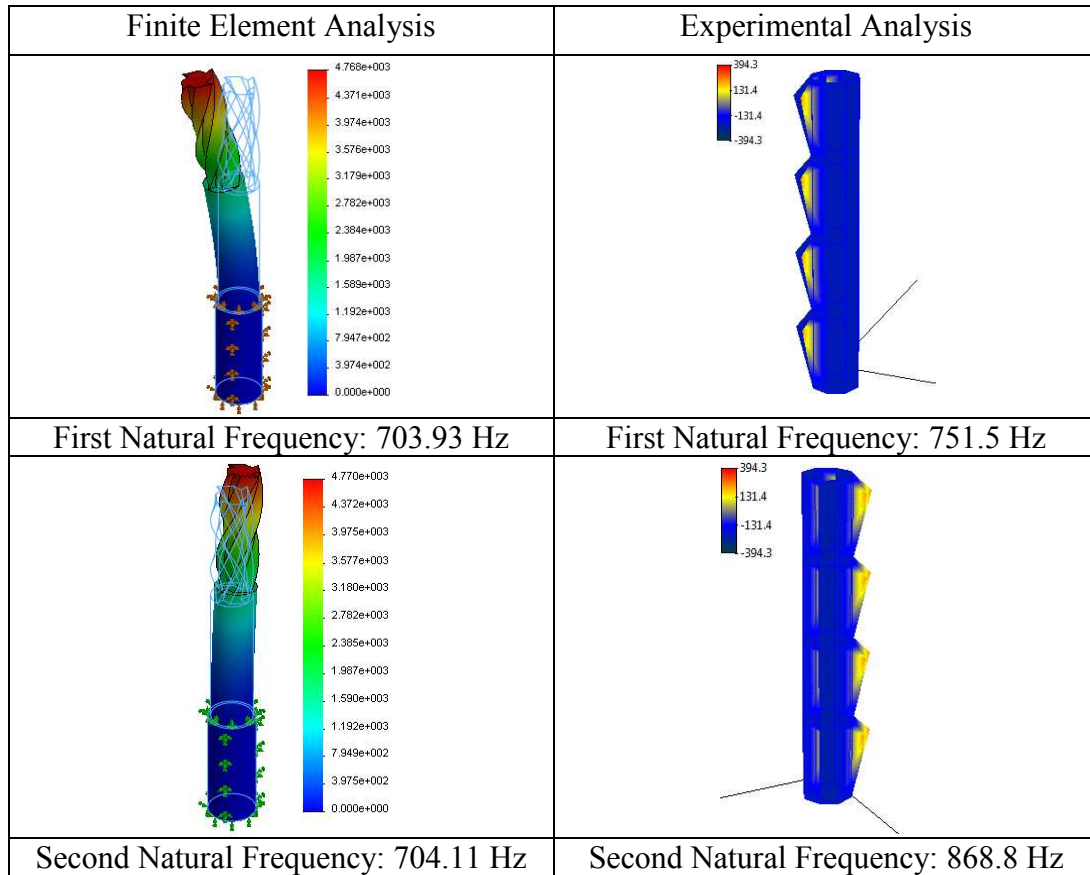 Finite Element Analysis
Experimental Analysis
4.768e+003
4.371e+003
3.974e+003
3.576e+003
3.179e+003
2.782e+003
2.384e+003
1.987e+003
1.589e+003
1.192e+003
7.947e+002
3.974e+002
0.000e+000
394.3
131.4
-131.4
-394.3
First Natural Frequency: 703.93 Hz
First Natural Frequency: 751.5 Hz
4.770e+003
4.372e+003
3.975e+003
3.577e+003
3.180e+003
2.782e+003
2.385e+003
1.987e+003
1.590e+003
1.192e+003
7.949e+002
3.975e+002
0.000e+000
394.3
131.4
-131.4
-394.3
Second Natural Frequency: 704.11 Hz
Second Natural Frequency: 868.8 Hz